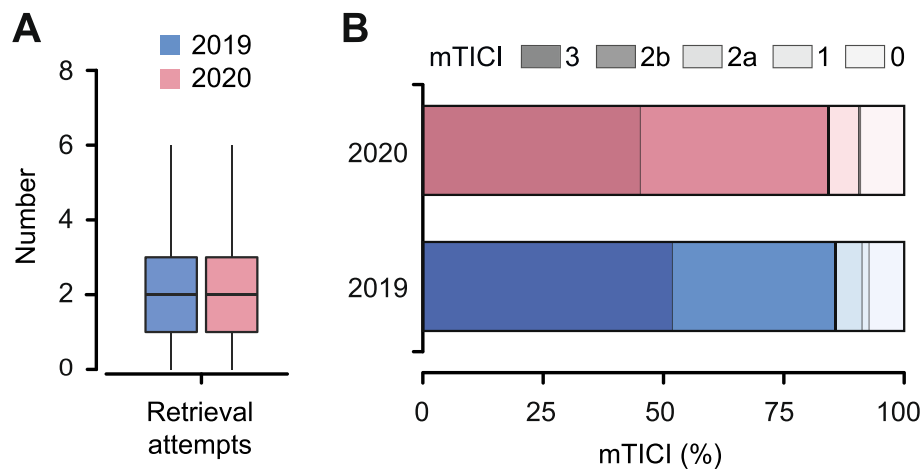 A
2019
2020
8
6
4
2
0
Number
Retrieval
attempts
B
mTICI 3 2b 2a 1 0
2020
2019
0 25 50 75 100
mTICI (%)